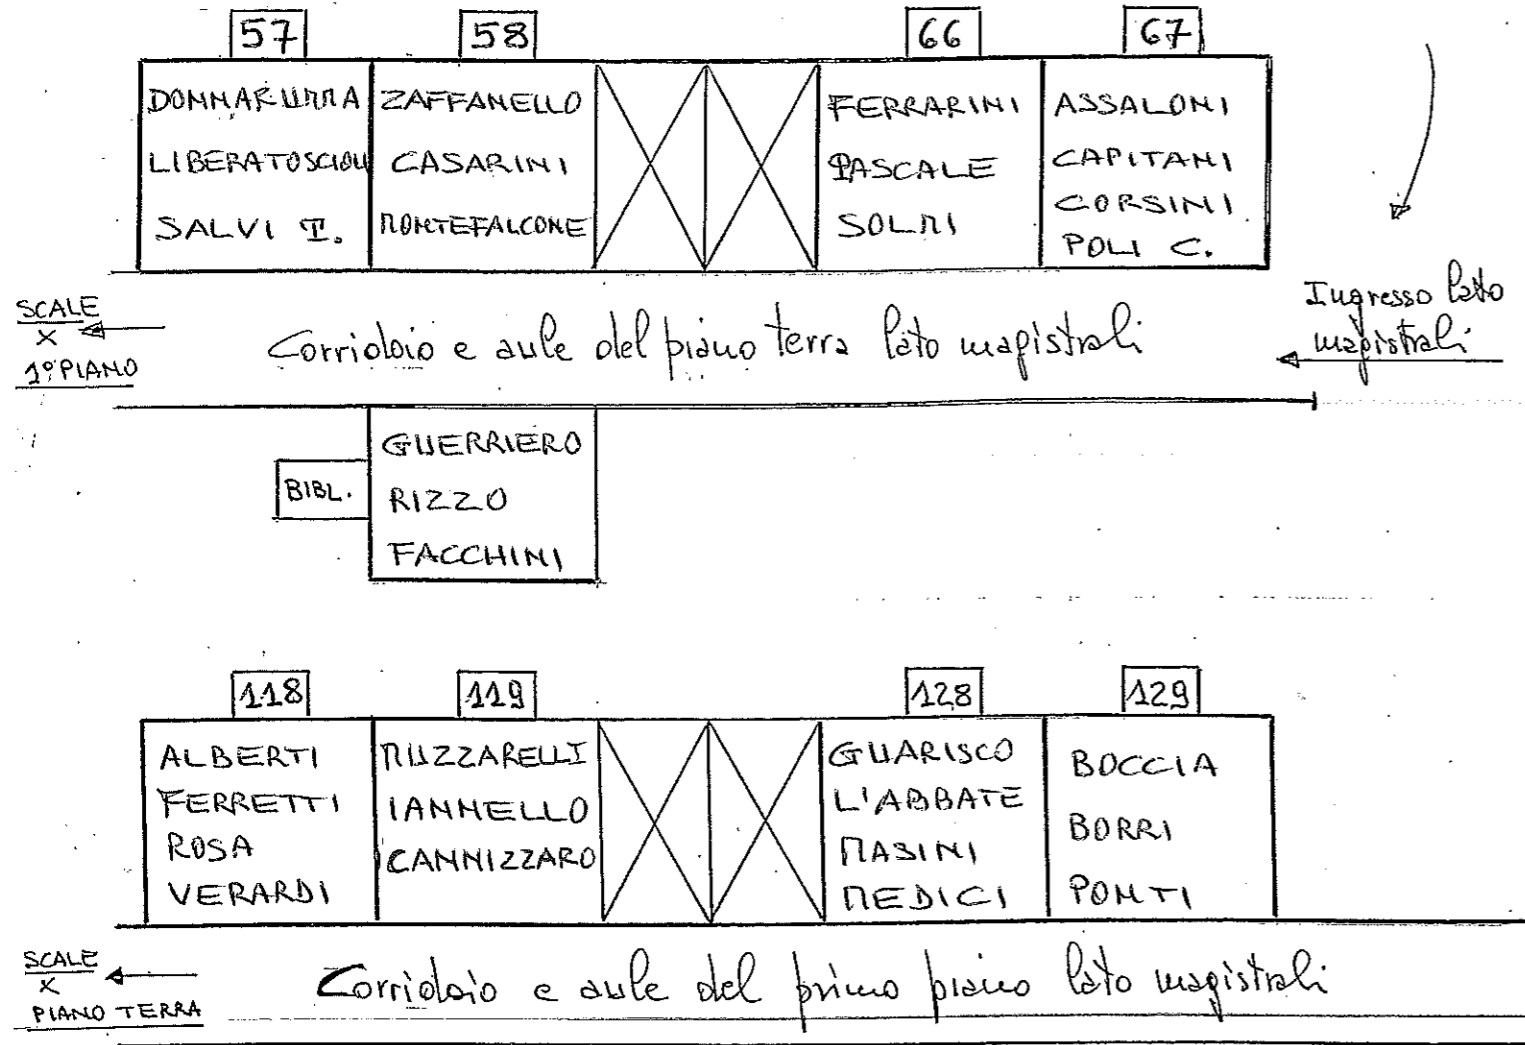 57
58
66
67
DONNARUMMA
LIBERATOSCIOLI
SALVI T.
ZAFFANELLO
CASARINI
MONTEFALCONE
FERRARINI
PASCALE
SOLMI
ASSALONI
CAPITANI
CORSINI
POLI C.
SCALE
X
1° PIANO
Corridoio e aule del piano terra lato magistrali
Ingresso lato
magistrali
BIBL.
GUERRIERO
RIZZO
FACCHINI
118
119
128
129
ALBERTI
FERRETTI
ROSA
VERARDI
MUZZARELLI
IANNELLO
CANNIZZARO
GUARISCO
L'ABBATE
MASINI
MEDICI
BOCCIA
BORRI
PONTI
SCALE
X
PIANO TERRA
Corridoio e aule del primo piano lato magistrali